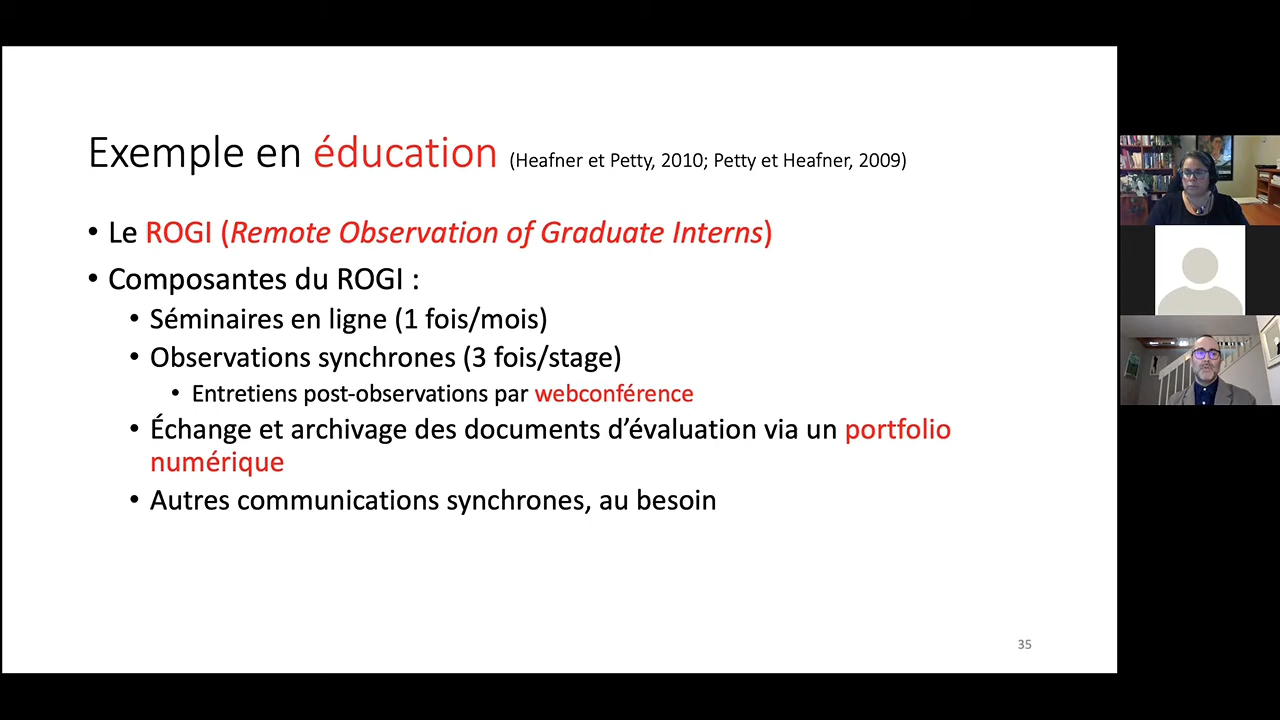 Exemple en éducation (Heafner et Petty, 2010; Petty et Heafner, 2009)
• Le ROGI (Remote Observation of Graduate Interns)
• Composantes du ROGI :
• Séminaires en ligne (1 fois/mois)
• Observations synchrones (3 fois/stage)
• Entretiens post-observations par webconférence
• Échange et archivage des documents d’évaluation via un portfolio
numérique
• Autres communications synchrones, au besoin
35